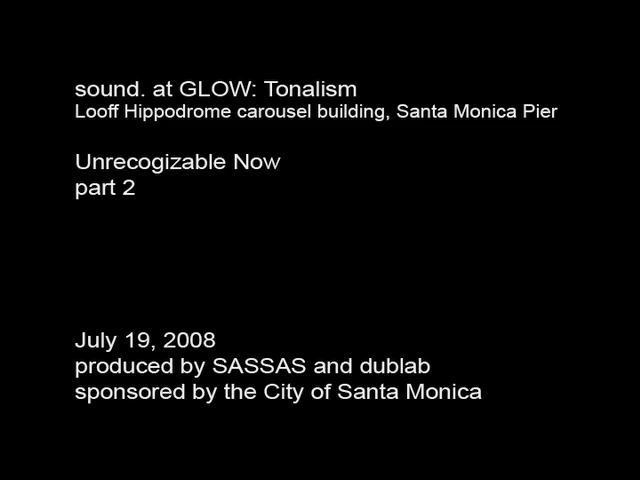 sound. at GLOW: Tonalism
Looff Hippodrome carousel building, Santa Monica Pier
Unrecogizable Now
part 2
July 19, 2008
produced by SASSAS and dublab
sponsored by the City of Santa Monica